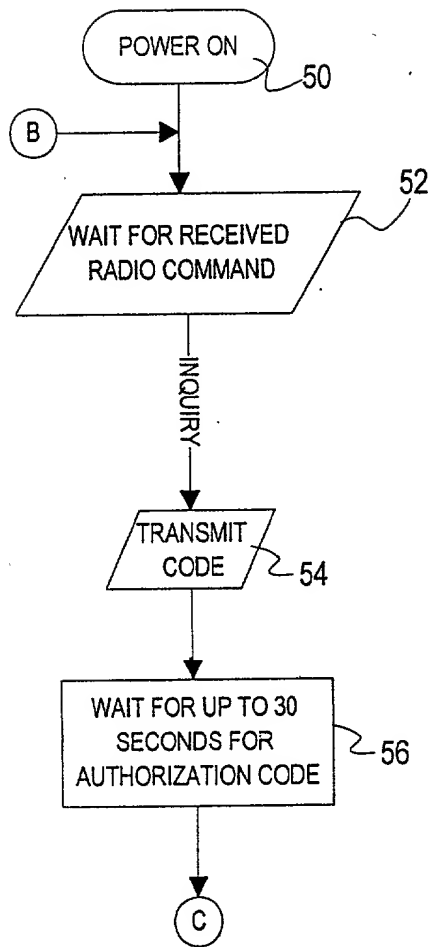 POWER ON
50
B
52
WAIT FOR RECEIVED
RADIO COMMAND
INQUIRY
TRANSMIT
CODE
54
WAIT FOR UP TO 30
SECONDS FOR
AUTHORIZATION CODE
56
C